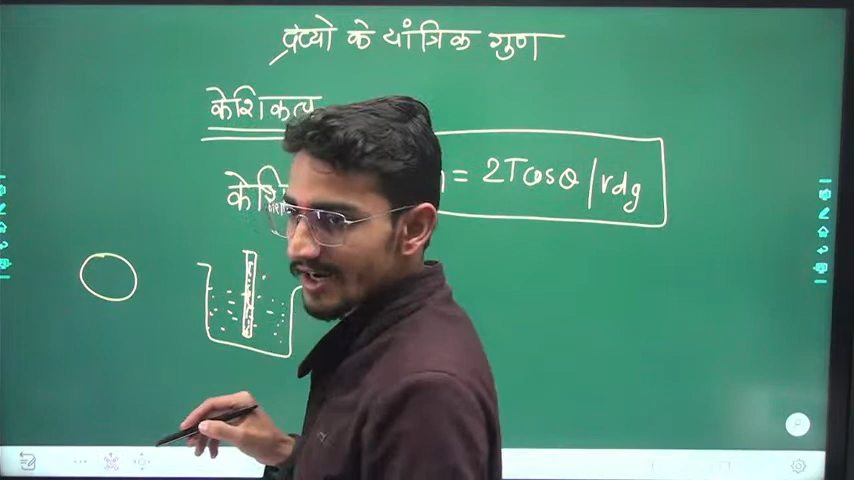 द्रव्यो के यांत्रिक गुण
केशिकत्व
= 2Tcosθ/rdg